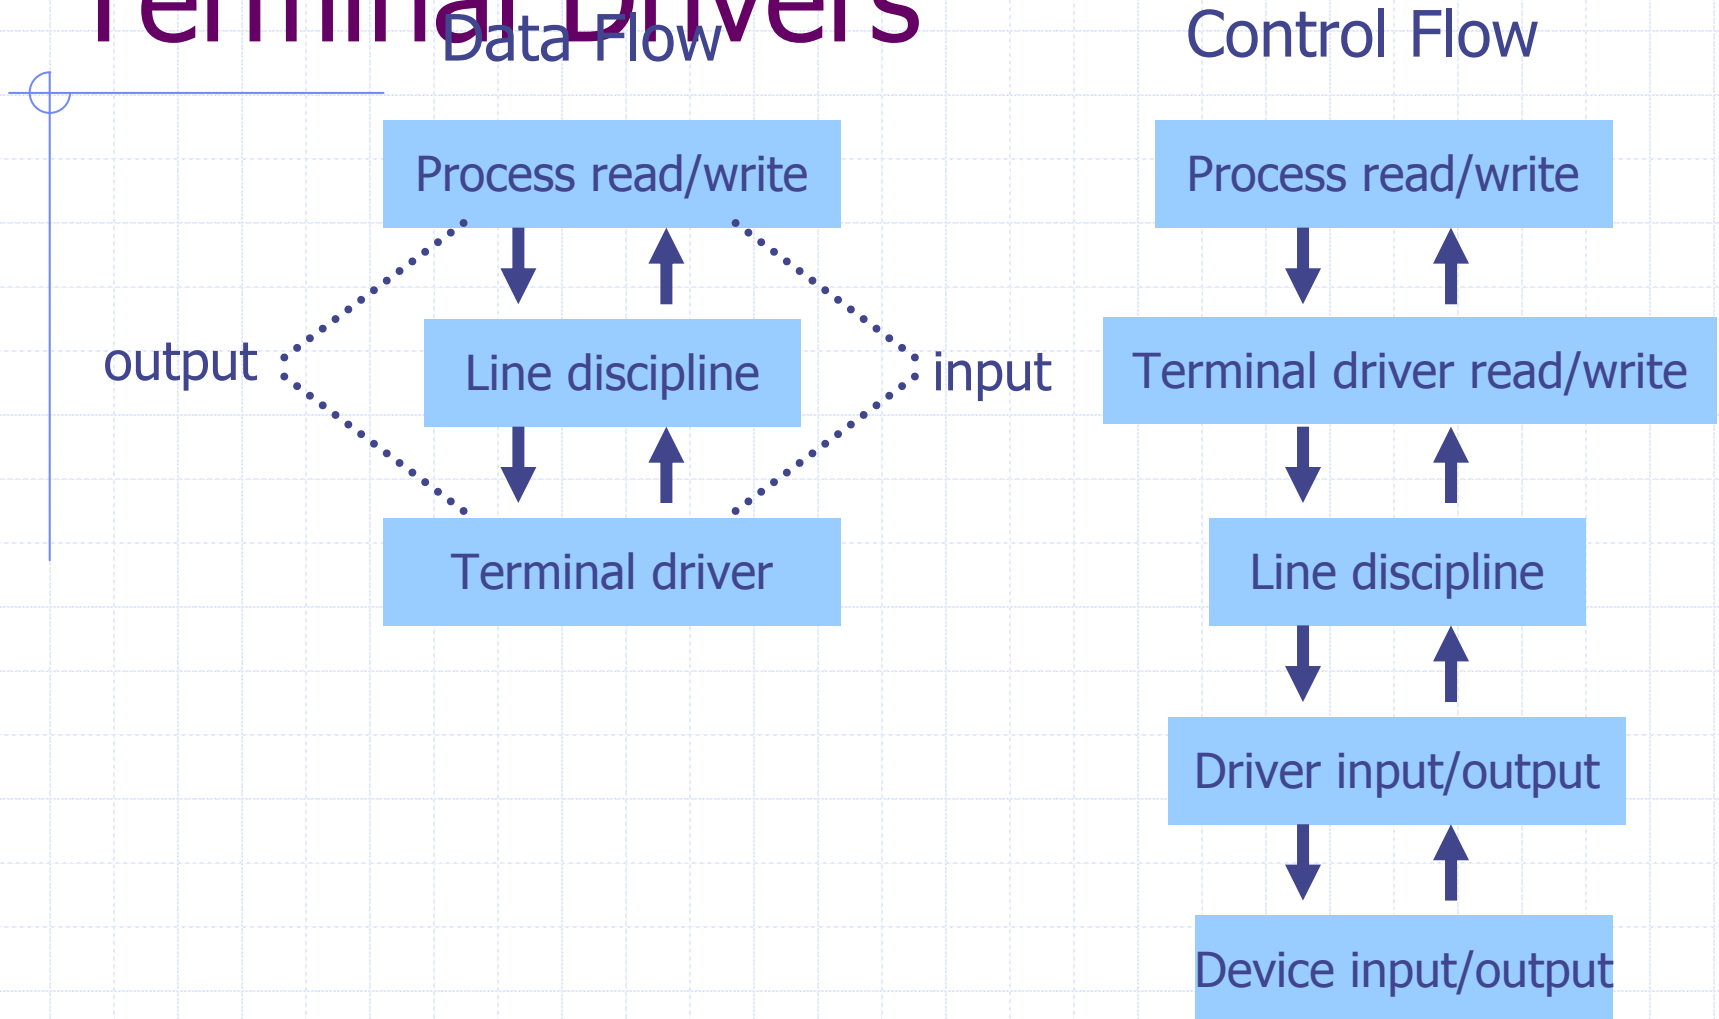 Terminal Drivers
Data Flow
Control Flow
Process read/write
Line discipline
output
input
Terminal driver
Process read/write
Terminal driver read/write
Line discipline
Driver input/output
Device input/output